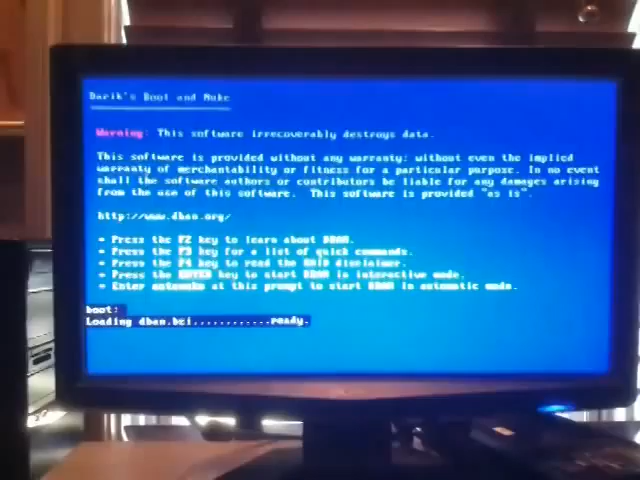 Darik's Boot and Nuke
Warning: This software irrecoverably destroys data.
This software is provided without any warranty; without even the implied
warranty of merchantability or fitness for a particular purpose. In no event
shall the software authors or contributors be liable for any damages arising
from the use of this software. This software is provided "as is".
http://www.dban.org/
* Press the F2 key to learn about DBAN.
* Press the F3 key for a list of quick commands.
* Press the F4 key to read the RAID disclaimer.
* Press the ENTER key to start DBAN in interactive mode.
* Enter autonuke at this prompt to start DBAN in automatic mode.
boot:
Loading dban.bzi............ready.